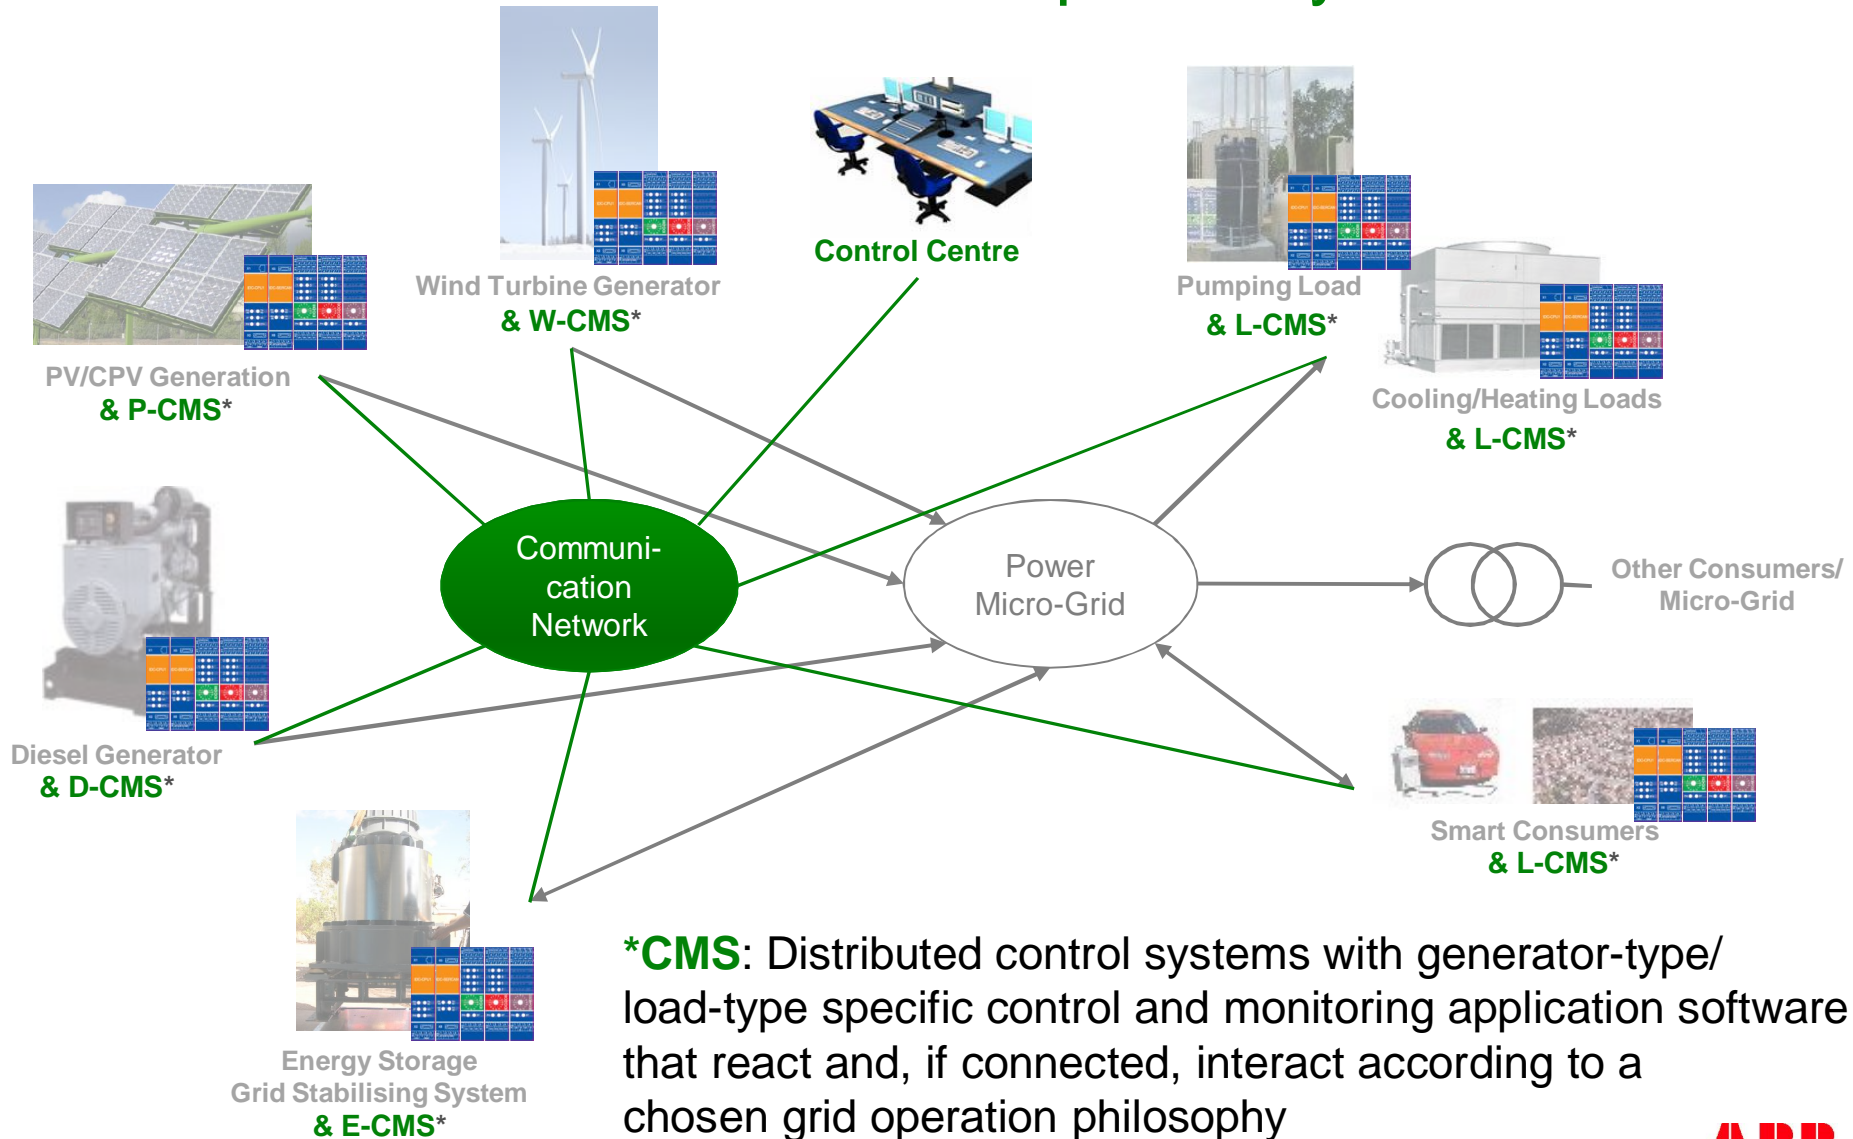 Control Centre
Wind Turbine Generator
& W-CMS*
Pumping Load
& L-CMS*
PV/CPV Generation
& P-CMS*
Cooling/Heating Loads
& L-CMS*
Communi-
cation
Network
Power
Micro-Grid
Other Consumers/
Micro-Grid
Diesel Generator
& D-CMS*
Smart Consumers
& L-CMS*
Energy Storage
Grid Stabilising System
& E-CMS*
*CMS: Distributed control systems with generator-type/
load-type specific control and monitoring application software
that react and, if connected, interact according to a
chosen grid operation philosophy
ABB